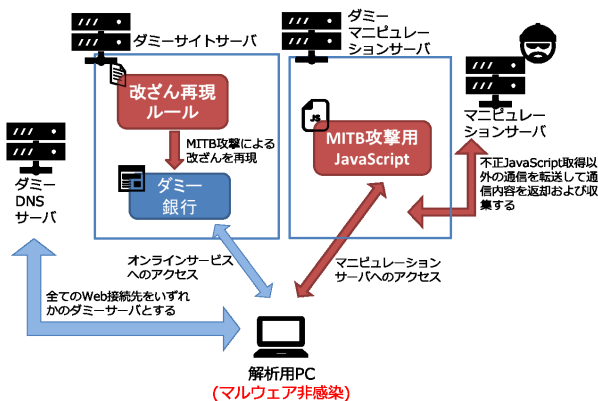 ダミーサイトサーバ
改ざん再現
ルール
MITB攻撃による
改ざんを再現
ダミー
銀行
ダミー
マニピュレー
ションサーバ
JS
MITB攻撃用
JavaScript
マニピュレー
ションサーバ
不正JavaScript取得以
外の通信を転送して通
信内容を返却および収
集する
ダミー
DNS
サーバ
オンラインサービス
へのアクセス
マニピュレーション
サーバへのアクセス
全てのWeb接続先をいずれ
かのダミーサーバとする
解析用PC
(マルウェア非感染)